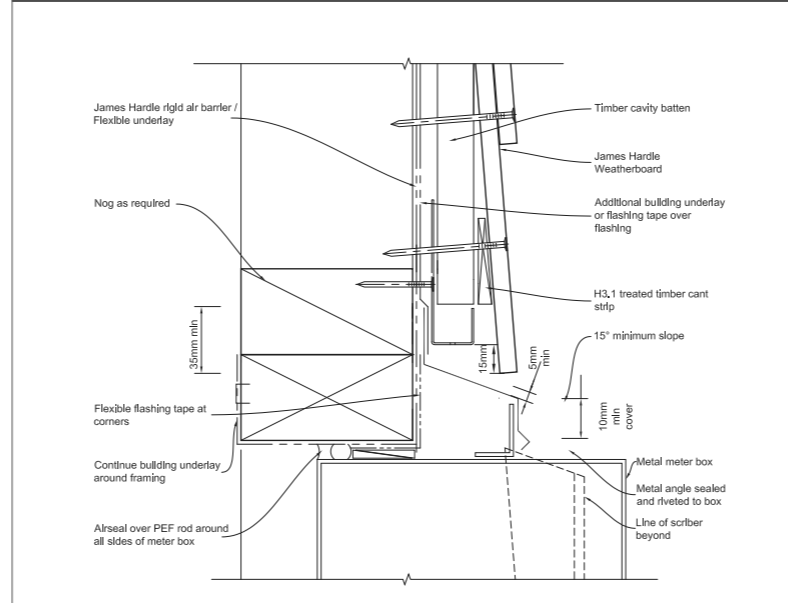 James Hardie rigid air barrier /
Flexible underlay
Nog as required
35mm min
Flexible flashing tape at
corners
Continue building underlay
around framing
Airseal over PEF rod around
all sides of meter box
Timber cavity batten
James Hardie
Weatherboard
Additional building underlay
or flashing tape over
flashing
H3.1 treated timber cant
strip
15° minimum slope
15mm
5mm
min
10mm
min
cover
Metal meter box
Metal angle sealed
and riveted to box
Line of scriber
beyond